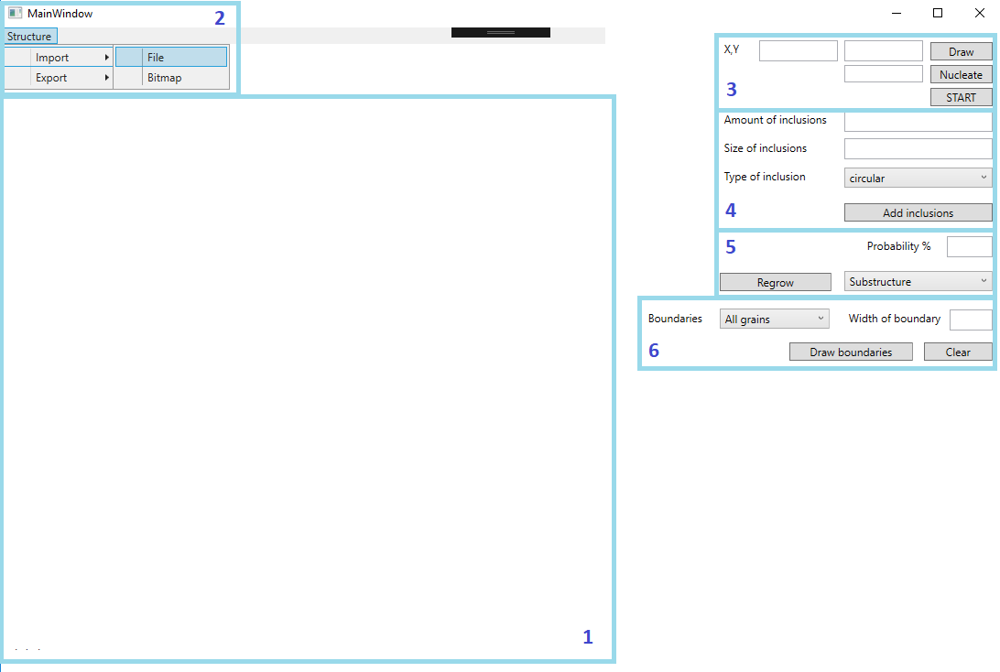 MainWindow
2
Structure
Import File
Export Bitmap
X,Y Draw
Nucleate
3
START
Amount of inclusions
Size of inclusions
Type of inclusion circular
4 Add inclusions
5 Probability %
Regrow Substructure
Boundaries All grains Width of boundary
6 Draw boundaries Clear
1